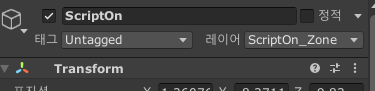 ScriptOn 정적
태그 Untagged 레이어 ScriptOn_Zone
Transform